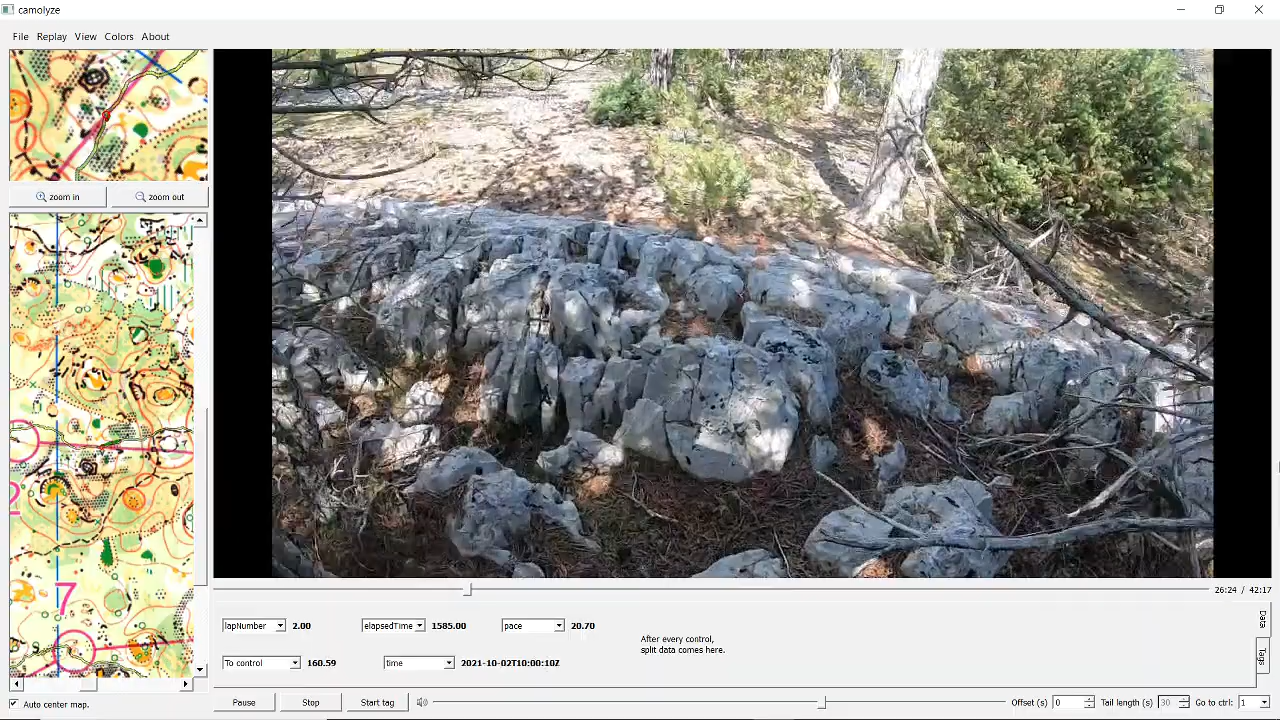 camolyze
File Replay View Colors About
zoom in zoom out
2
7
26:24 / 42:17
lapNumber 2.00 elapsedTime 1585.00 pace 20.70
After every control,
split data comes here.
To control 160.59 time 2021-10-02T10:00:10Z
Data
Tags
Auto center map.
Pause Stop Start tag Offset (s) 0 Tail length (s) 30 Go to ctrl: 1